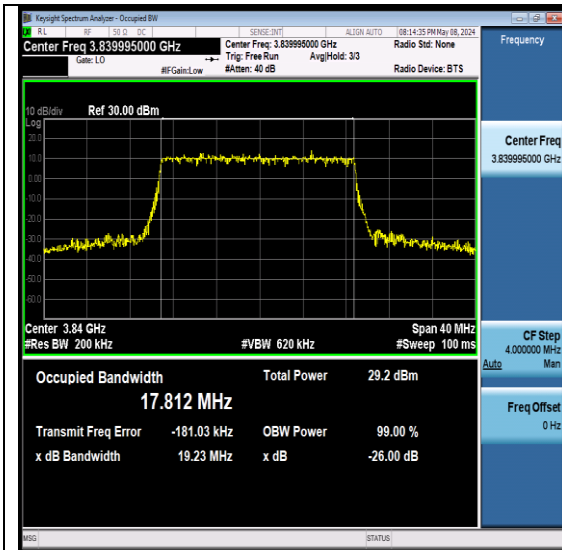 Keysight Spectrum Analyzer - Occupied BW
RL RF 50 Ω DC SENSE:INT ALIGN AUTO 08:14:35 PM May 08, 2024
Center Freq 3.839995000 GHz Center Freq: 3.839995000 GHz Radio Std: None
Gate: LO Trig: Free Run Avg|Hold: 3/3
#IFGain:Low #Atten: 40 dB Radio Device: BTS
Frequency
10 dB/div Ref 30.00 dBm
Log
20.0
10.0
0.00
-10.0
-20.0
-30.0
-40.0
-50.0
-60.0
Center Freq
3.839995000 GHz
Center 3.84 GHz Span 40 MHz
#Res BW 200 kHz #VBW 620 kHz #Sweep 100 ms
CF Step
4.000000 MHz
Auto Man
Occupied Bandwidth Total Power 29.2 dBm
17.812 MHz
Transmit Freq Error -181.03 kHz OBW Power 99.00 %
x dB Bandwidth 19.23 MHz x dB -26.00 dB
Freq Offset
0 Hz
MSG STATUS